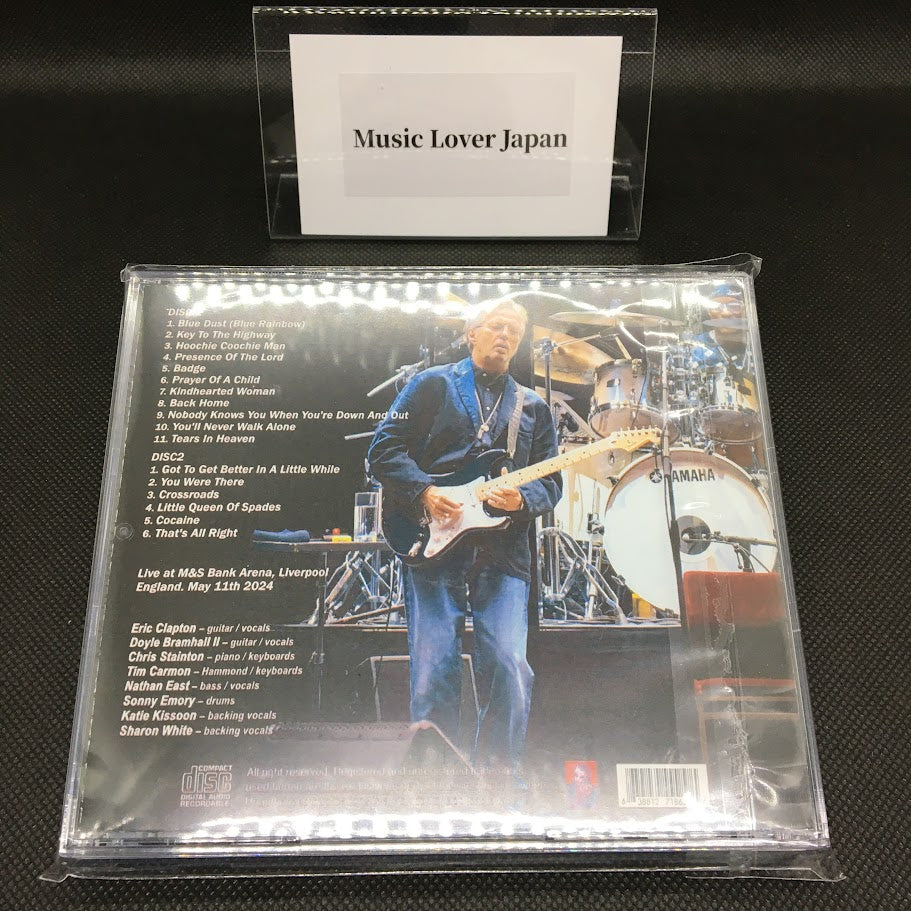 Music Lover Japan
DISC
1. Blue Dust (Blue Rainbow)
2. Key To The Highway
3. Hoochie Coochie Man
4. Presence Of The Lord
5. Badge
6. Prayer Of A Child
7. Kindhearted Woman
8. Back Home
9. Nobody Knows You When You're Down And Out
10. You'll Never Walk Alone
11. Tears In Heaven
DISC2
1. Got To Get Better In A Little While
2. You Were There
3. Crossroads
4. Little Queen Of Spades
5. Cocaine
6. That's All Right
Live at M&S Bank Arena, Liverpool
England. May 11th 2024
Eric Clapton – guitar / vocals
Doyle Bramhall II – guitar / vocals
Chris Stainton – piano / keyboards
Tim Carmon – Hammond / keyboards
Nathan East – bass / vocals
Sonny Emory – drums
Katie Kissoon – backing vocals
Sharon White – backing vocals
YAMAHA
COMPACT
disc
DIGITAL AUDIO
RECORDABLE
All right reserved.
6 38812